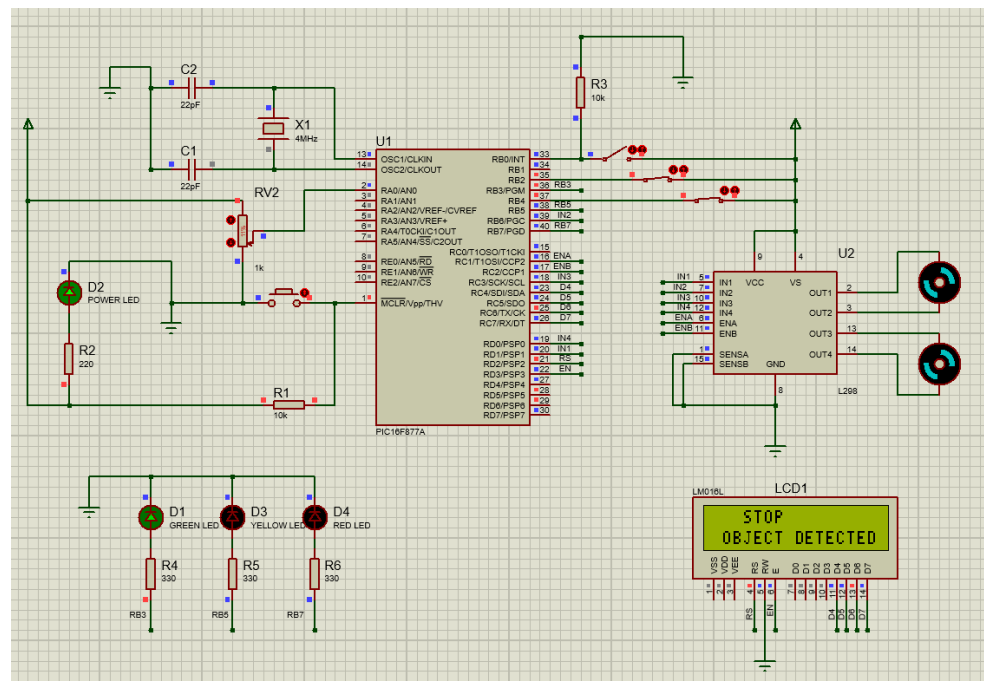 C2
22pF
X1
4MHz
C1
22pF
RV2
11%
1k
R3
10k
U1
13 OSC1/CLKIN
14 OSC2/CLKOUT
2 RA0/AN0
3 RA1/AN1
4 RA2/AN2/VREF-/CVREF
5 RA3/AN3/VREF+
6 RA4/T0CKI/C1OUT
7 RA5/AN4/SS/C2OUT
8 RE0/AN5/RD
9 RE1/AN6/WR
10 RE2/AN7/CS
1 MCLR/Vpp/THV
RB0/INT 33
RB1 34
RB2 35
RB3/PGM 36 RB3
RB4 37
RB5 38 RB5
RB6/PGC 39 IN2
RB7/PGD 40 RB7
RC0/T1OSO/T1CKI 15
RC1/T1OSI/CCP2 16 ENA
RC2/CCP1 17 ENB
RC3/SCK/SCL 18 IN3
RC4/SDI/SDA 23 D4
RC5/SDO 24 D5
RC6/TX/CK 25 D6
RC7/RX/DT 26 D7
RD0/PSP0 19 IN4
RD1/PSP1 20 IN1
RD2/PSP2 21 RS
RD3/PSP3 22 EN
RD4/PSP4 27
RD5/PSP5 28
RD6/PSP6 29
RD7/PSP7 30
PIC16F877A
D2
POWER LED
R2
220
R1
10k
U2
9
4
IN1 5 IN1
IN2 7 IN2
IN3 10 IN3
IN4 12 IN4
ENA 6 ENA
ENB 11 ENB
1 SENSA
15 SENSB
VCC
VS
OUT1 2
OUT2 3
OUT3 13
OUT4 14
GND
8
L298
D1
GREEN LED
D3
YELLOW LED
D4
RED LED
R4
330
R5
330
R6
330
RB3
RB5
RB7
LCD1
LM016L
STOP
OBJECT DETECTED
VSS VDD VEE RS RW E D0 D1 D2 D3 D4 D5 D6 D7
1 2 3 4 5 6 7 8 9 10 11 12 13 14
RS EN D4 D5 D6 D7